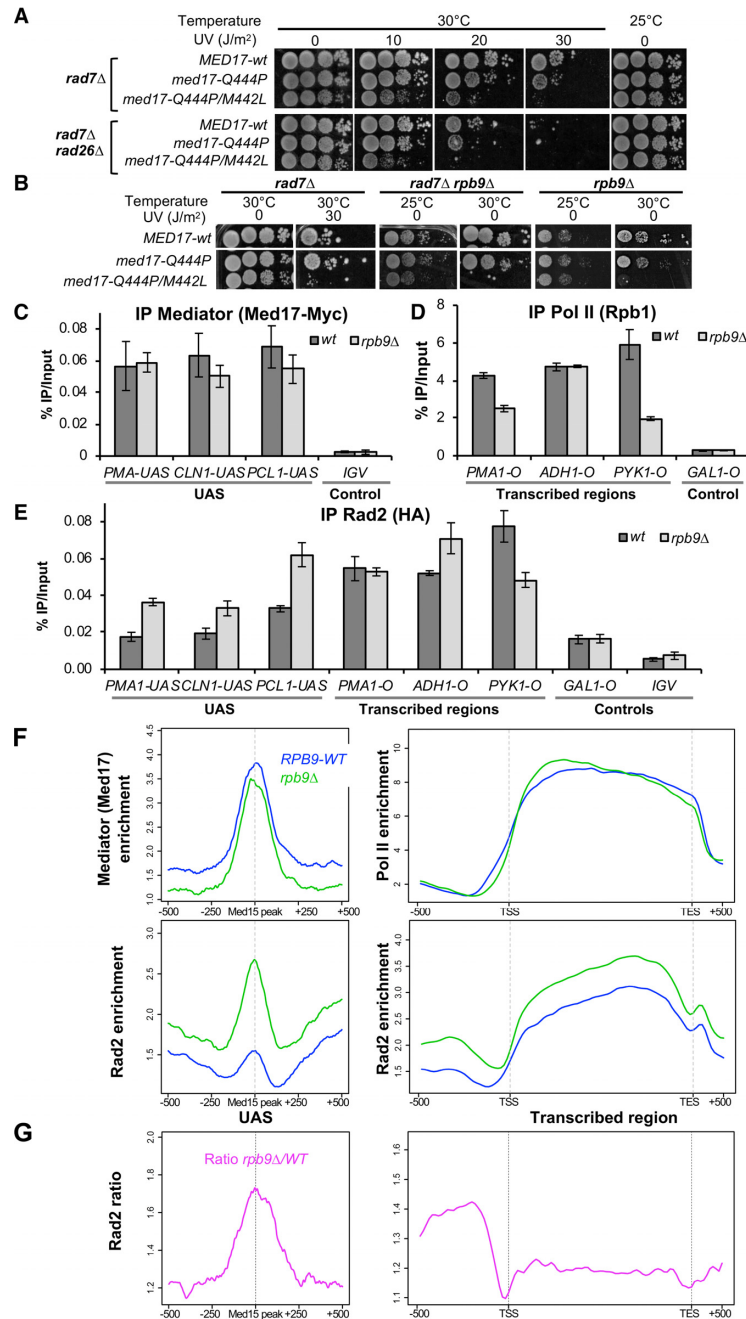 A
Temperature 30°C 25°C
UV (J/m²) 0 10 20 30 0
rad7Δ
MED17-wt
med17-Q444P
med17-Q444P/M442L
rad7Δ rad26Δ
MED17-wt
med17-Q444P
med17-Q444P/M442L
B
rad7Δ rad7Δ rpb9Δ rpb9Δ
Temperature 30°C 30°C 25°C 30°C 25°C 30°C
UV (J/m²) 0 30 0 0 0 0
MED17-wt
med17-Q444P
med17-Q444P/M442L
C
IP Mediator (Med17-Myc)
wt rpb9Δ
% IP/Input
0.08
0.06
0.04
0.02
0
PMA-UAS CLN1-UAS PCL1-UAS IGV
UAS Control
D
IP Pol II (Rpb1)
wt rpb9Δ
% IP/Input
8
6
4
2
0
PMA1-O ADH1-O PYK1-O GAL1-O
Transcribed regions Control
E
IP Rad2 (HA)
wt rpb9Δ
% IP/Input
0.08
0.06
0.04
0.02
0.00
PMA1-UAS CLN1-UAS PCL1-UAS PMA1-O ADH1-O PYK1-O GAL1-O IGV
UAS Transcribed regions Controls
F
Mediator (Med17) enrichment
4.5
4.0
3.5
3.0
2.5
2.0
1.5
1.0
RPB9-WT
rpb9Δ
-500 -250 Med15 peak +250 +500
Pol II enrichment
10
8
6
4
2
-500 TSS TES +500
Rad2 enrichment
3.0
2.5
2.0
1.5
-500 -250 Med15 peak +250 +500
UAS
Rad2 enrichment
4.0
3.5
3.0
2.5
2.0
1.5
1.0
-500 TSS TES +500
Transcribed region
G
Rad2 ratio
2.0
1.8
1.6
1.4
1.2
Ratio rpb9Δ/WT
-500 -250 Med15 peak +250 +500
1.6
1.5
1.4
1.3
1.2
1.1
-500 TSS TES +500